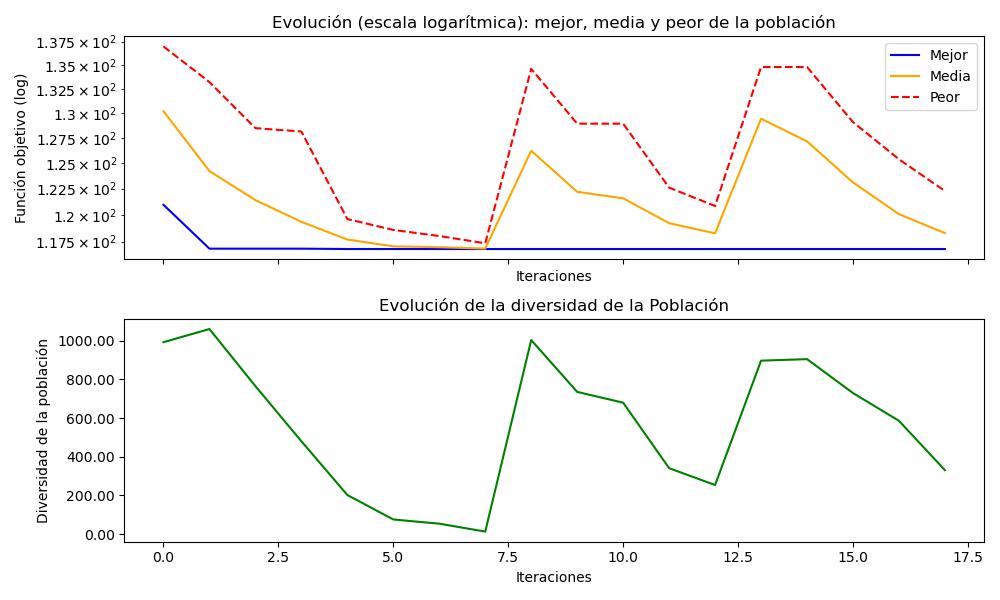 Evolución (escala logarítmica): mejor, media y peor de la población
Función objetivo (log)
1.375 × 10²
1.35 × 10²
1.325 × 10²
1.3 × 10²
1.275 × 10²
1.25 × 10²
1.225 × 10²
1.2 × 10²
1.175 × 10²
Mejor
Media
Peor
Iteraciones
Evolución de la diversidad de la Población
Diversidad de la población
1000.00
800.00
600.00
400.00
200.00
0.00
0.0 2.5 5.0 7.5 10.0 12.5 15.0 17.5
Iteraciones